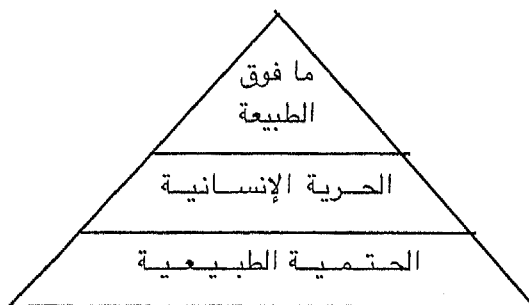 ما فوق
الطبيعة
الحرية الإنسانية
الحتمية الطبيعية